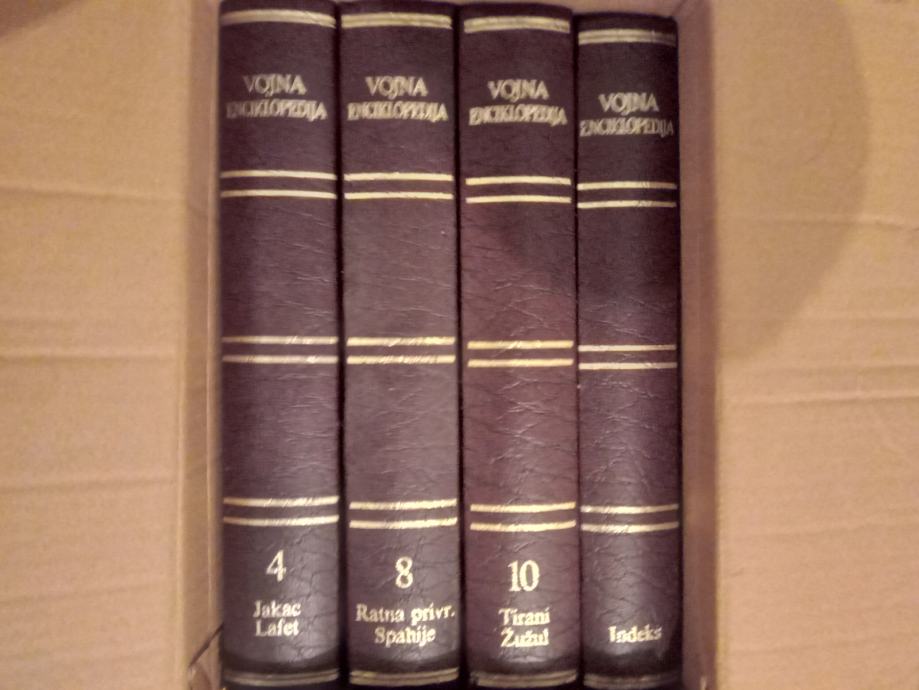 VOJNA
ENCIKLOPEDIJA
4
Jakac
Lafet
VOJNA
ENCIKLOPEDIJA
8
Ratna privr.
Spahije
VOJNA
ENCIKLOPEDIJA
10
Tirani
Žužul
VOJNA
ENCIKLOPEDIJA
Indeks